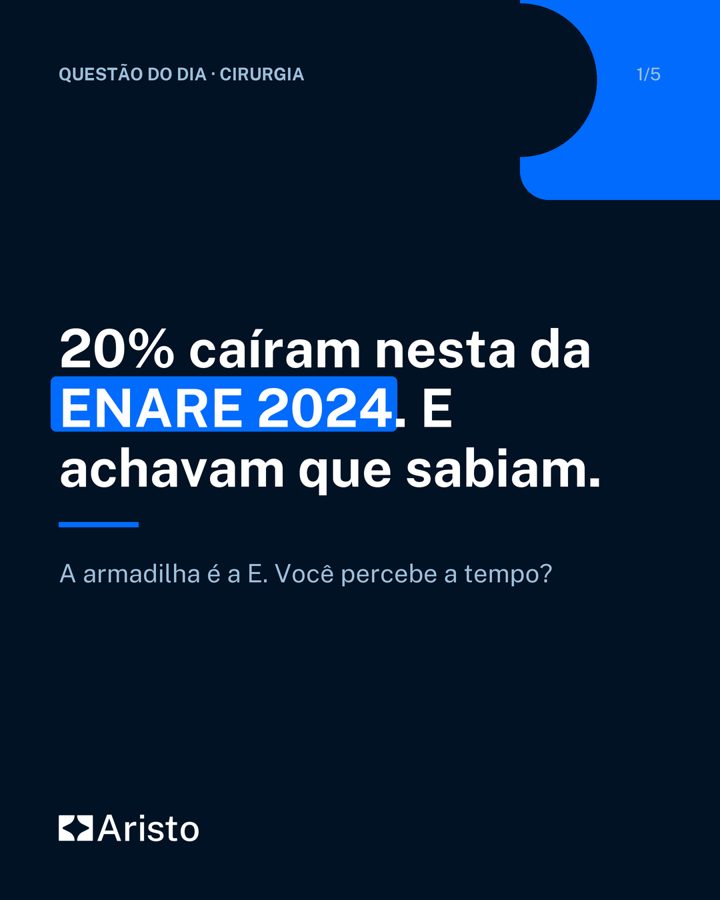 QUESTÃO DO DIA · CIRURGIA
1/5
20% caíram nesta da
ENARE 2024. E
achavam que sabiam.
A armadilha é a E. Você percebe a tempo?
Aristo